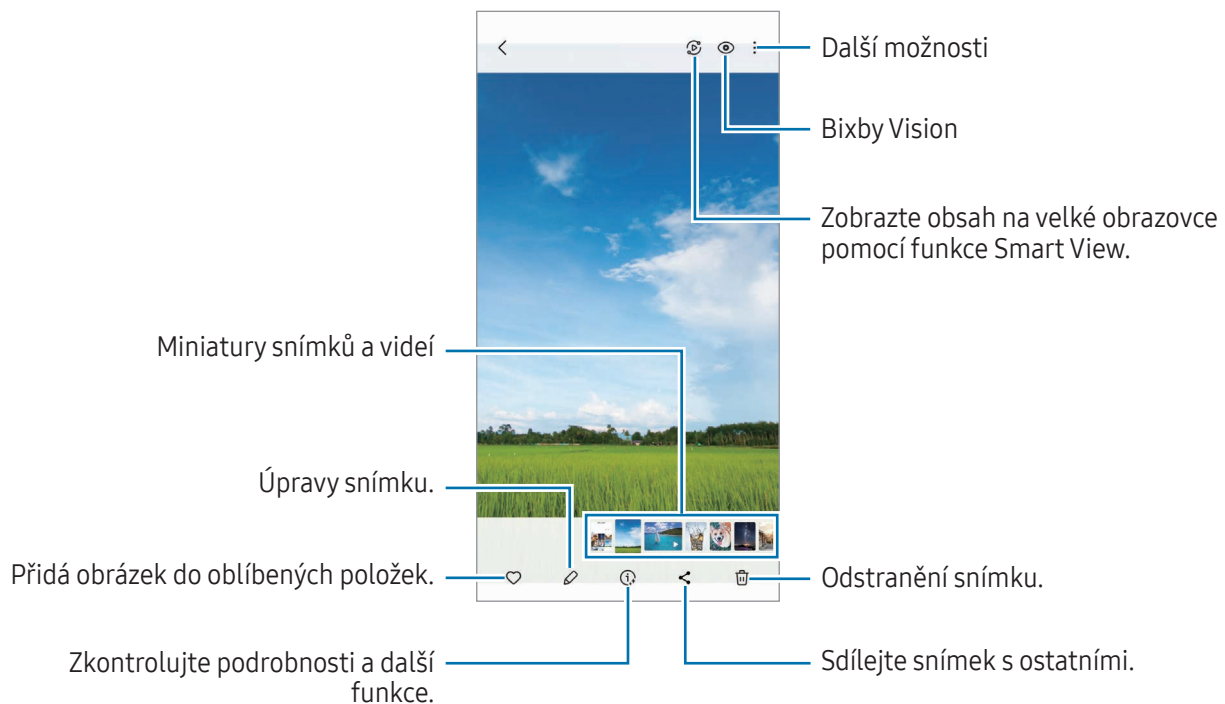 Další možnosti
Bixby Vision
Zobrazte obsah na velké obrazovce
pomocí funkce Smart View.
Miniatury snímků a videí
Úpravy snímku.
Přidá obrázek do oblíbených položek.
Odstranění snímku.
Zkontrolujte podrobnosti a další
funkce.
Sdílejte snímek s ostatními.